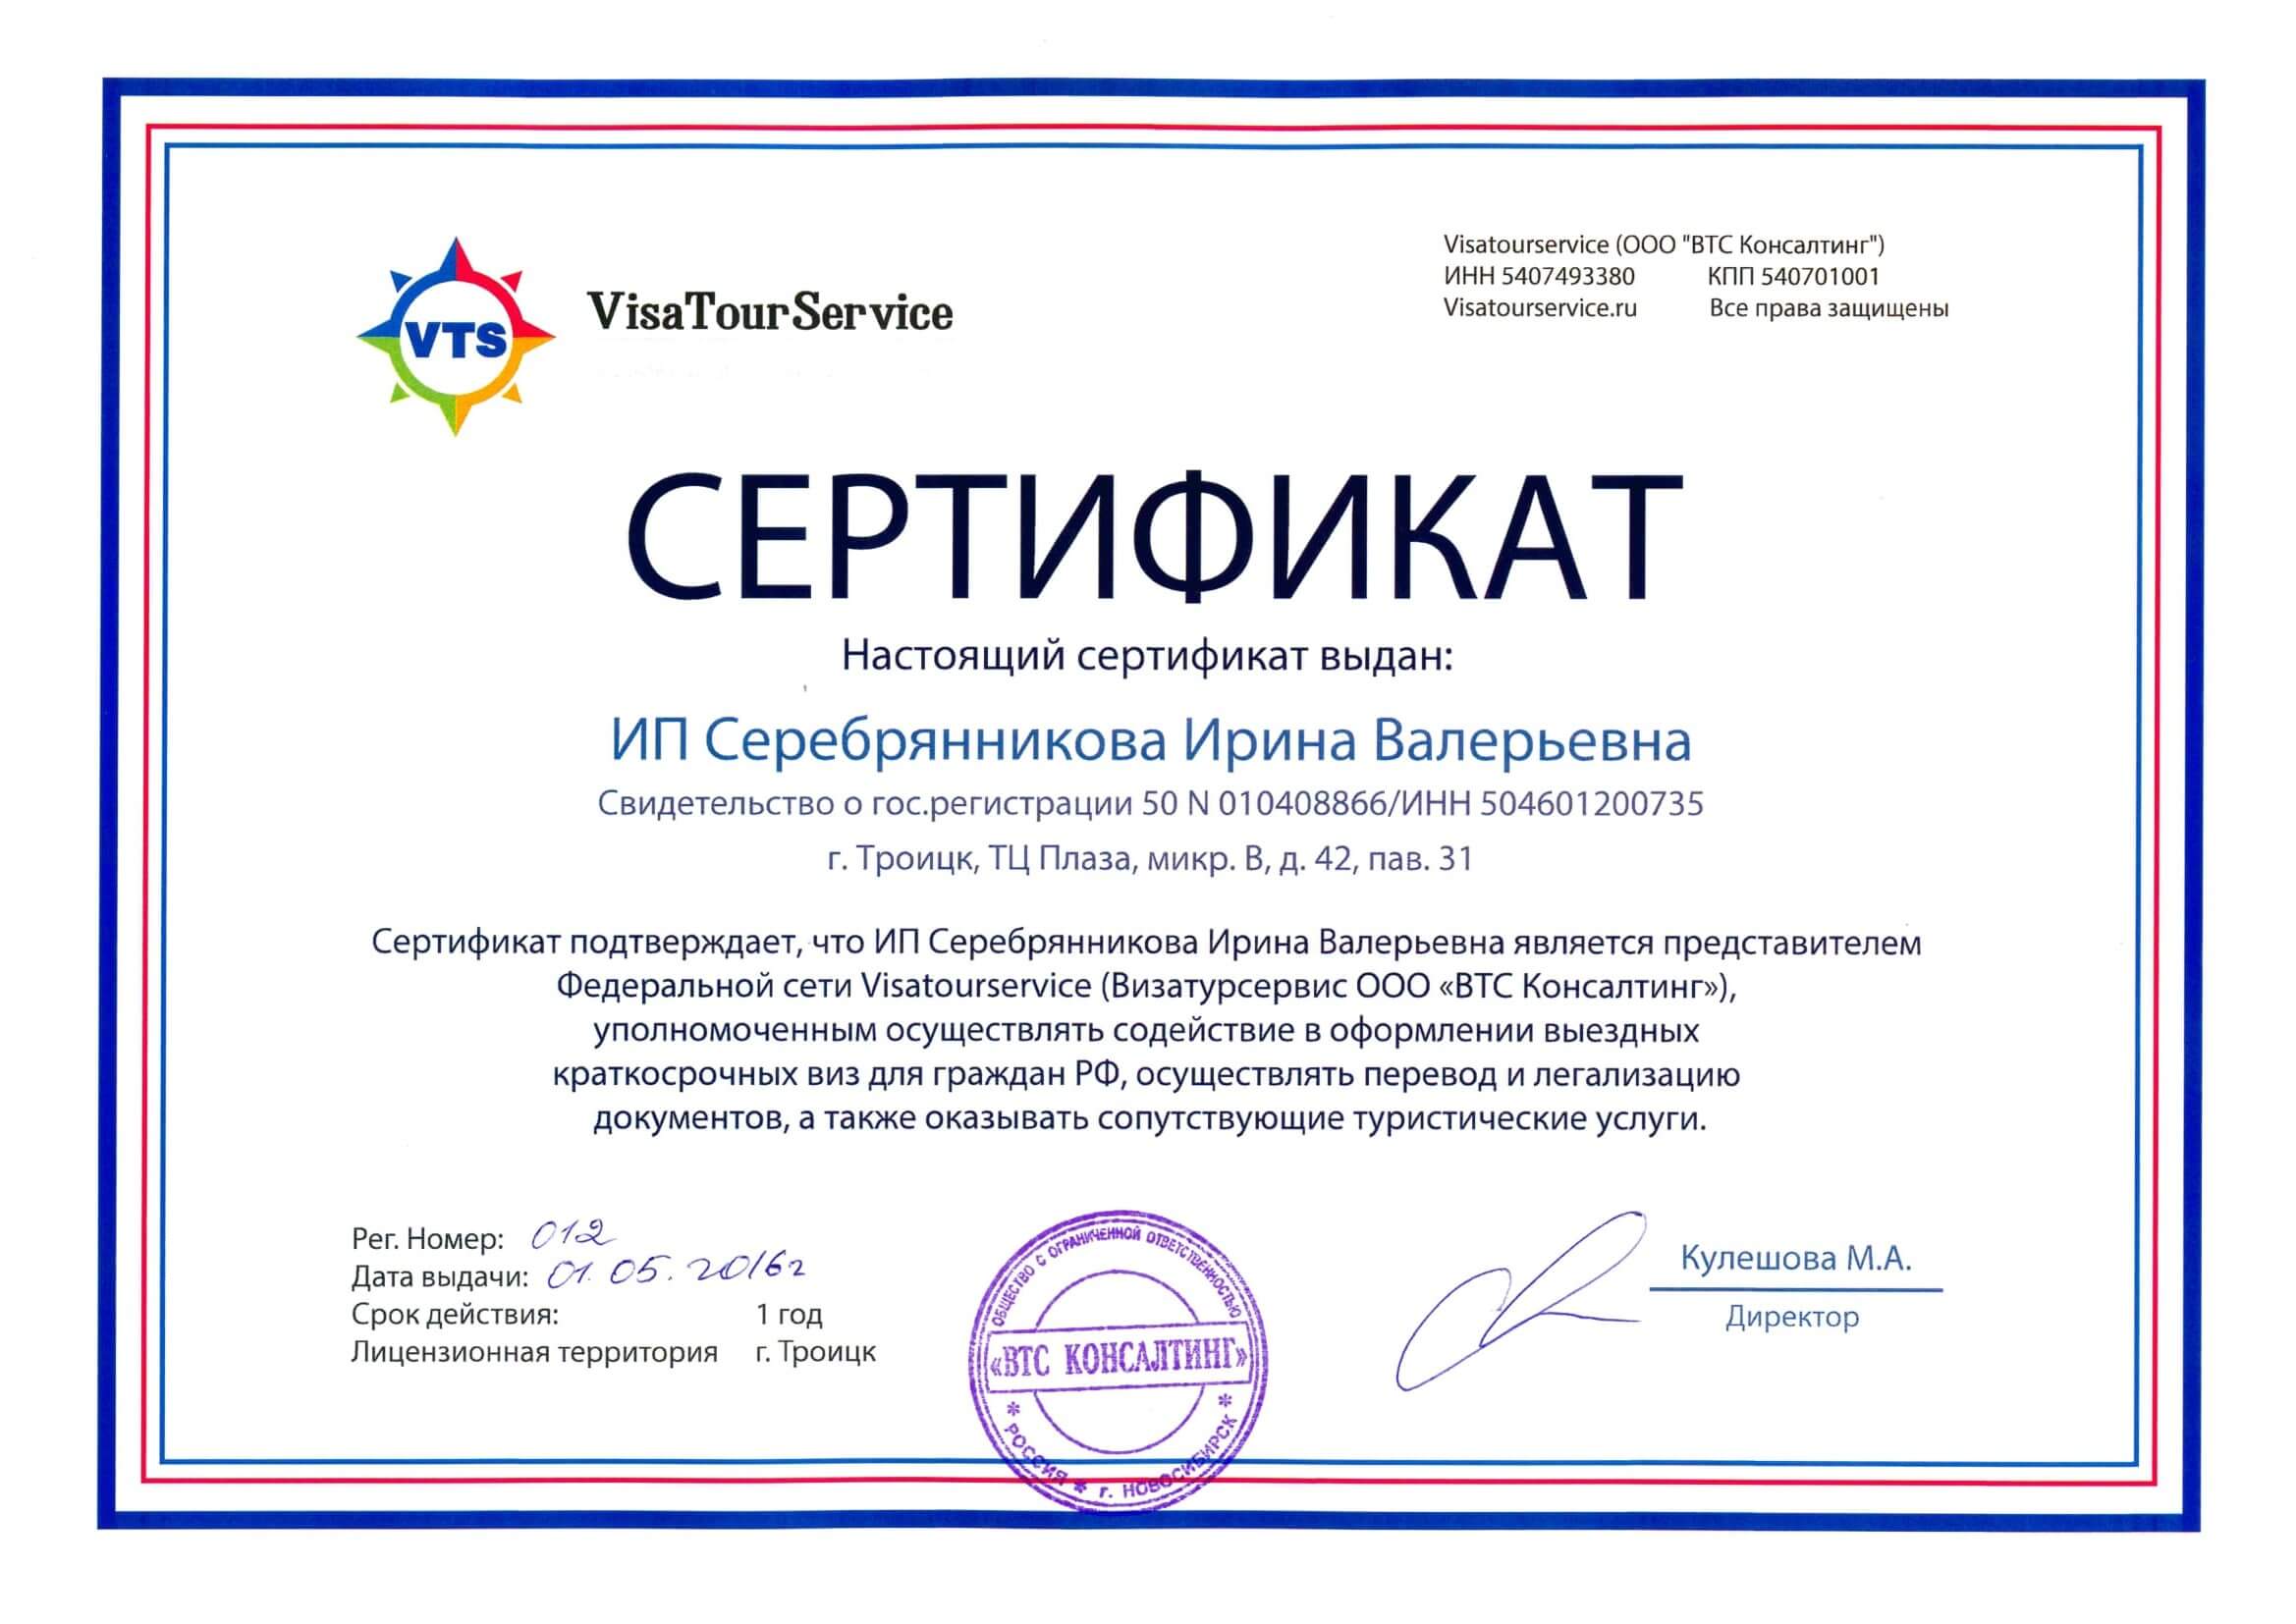 VTS
VisaTourService
Visatourservice (ООО "ВТС Консалтинг")
ИНН 5407493380 КПП 540701001
Visatourservice.ru Все права защищены
СЕРТИФИКАТ
Настоящий сертификат выдан:
ИП Серебрянникова Ирина Валерьевна
Свидетельство о гос.регистрации 50 N 010408866/ИНН 504601200735
г. Троицк, ТЦ Плаза, микр. В, д. 42, пав. 31
Сертификат подтверждает, что ИП Серебрянникова Ирина Валерьевна является представителем
Федеральной сети Visatourservice (Визатурсервис ООО «ВТС Консалтинг»),
уполномоченным осуществлять содействие в оформлении выездных
краткосрочных виз для граждан РФ, осуществлять перевод и легализацию
документов, а также оказывать сопутствующие туристические услуги.
Рег. Номер: 012
Дата выдачи: 01.05.2016г
Срок действия: 1 год
Лицензионная территория г. Троицк
ОБЩЕСТВО С ОГРАНИЧЕННОЙ ОТВЕТСТВЕННОСТЬЮ
«ВТС КОНСАЛТИНГ»
* РОССИЯ * г. НОВОСИБИРСК *
Кулешова М.А.
Директор